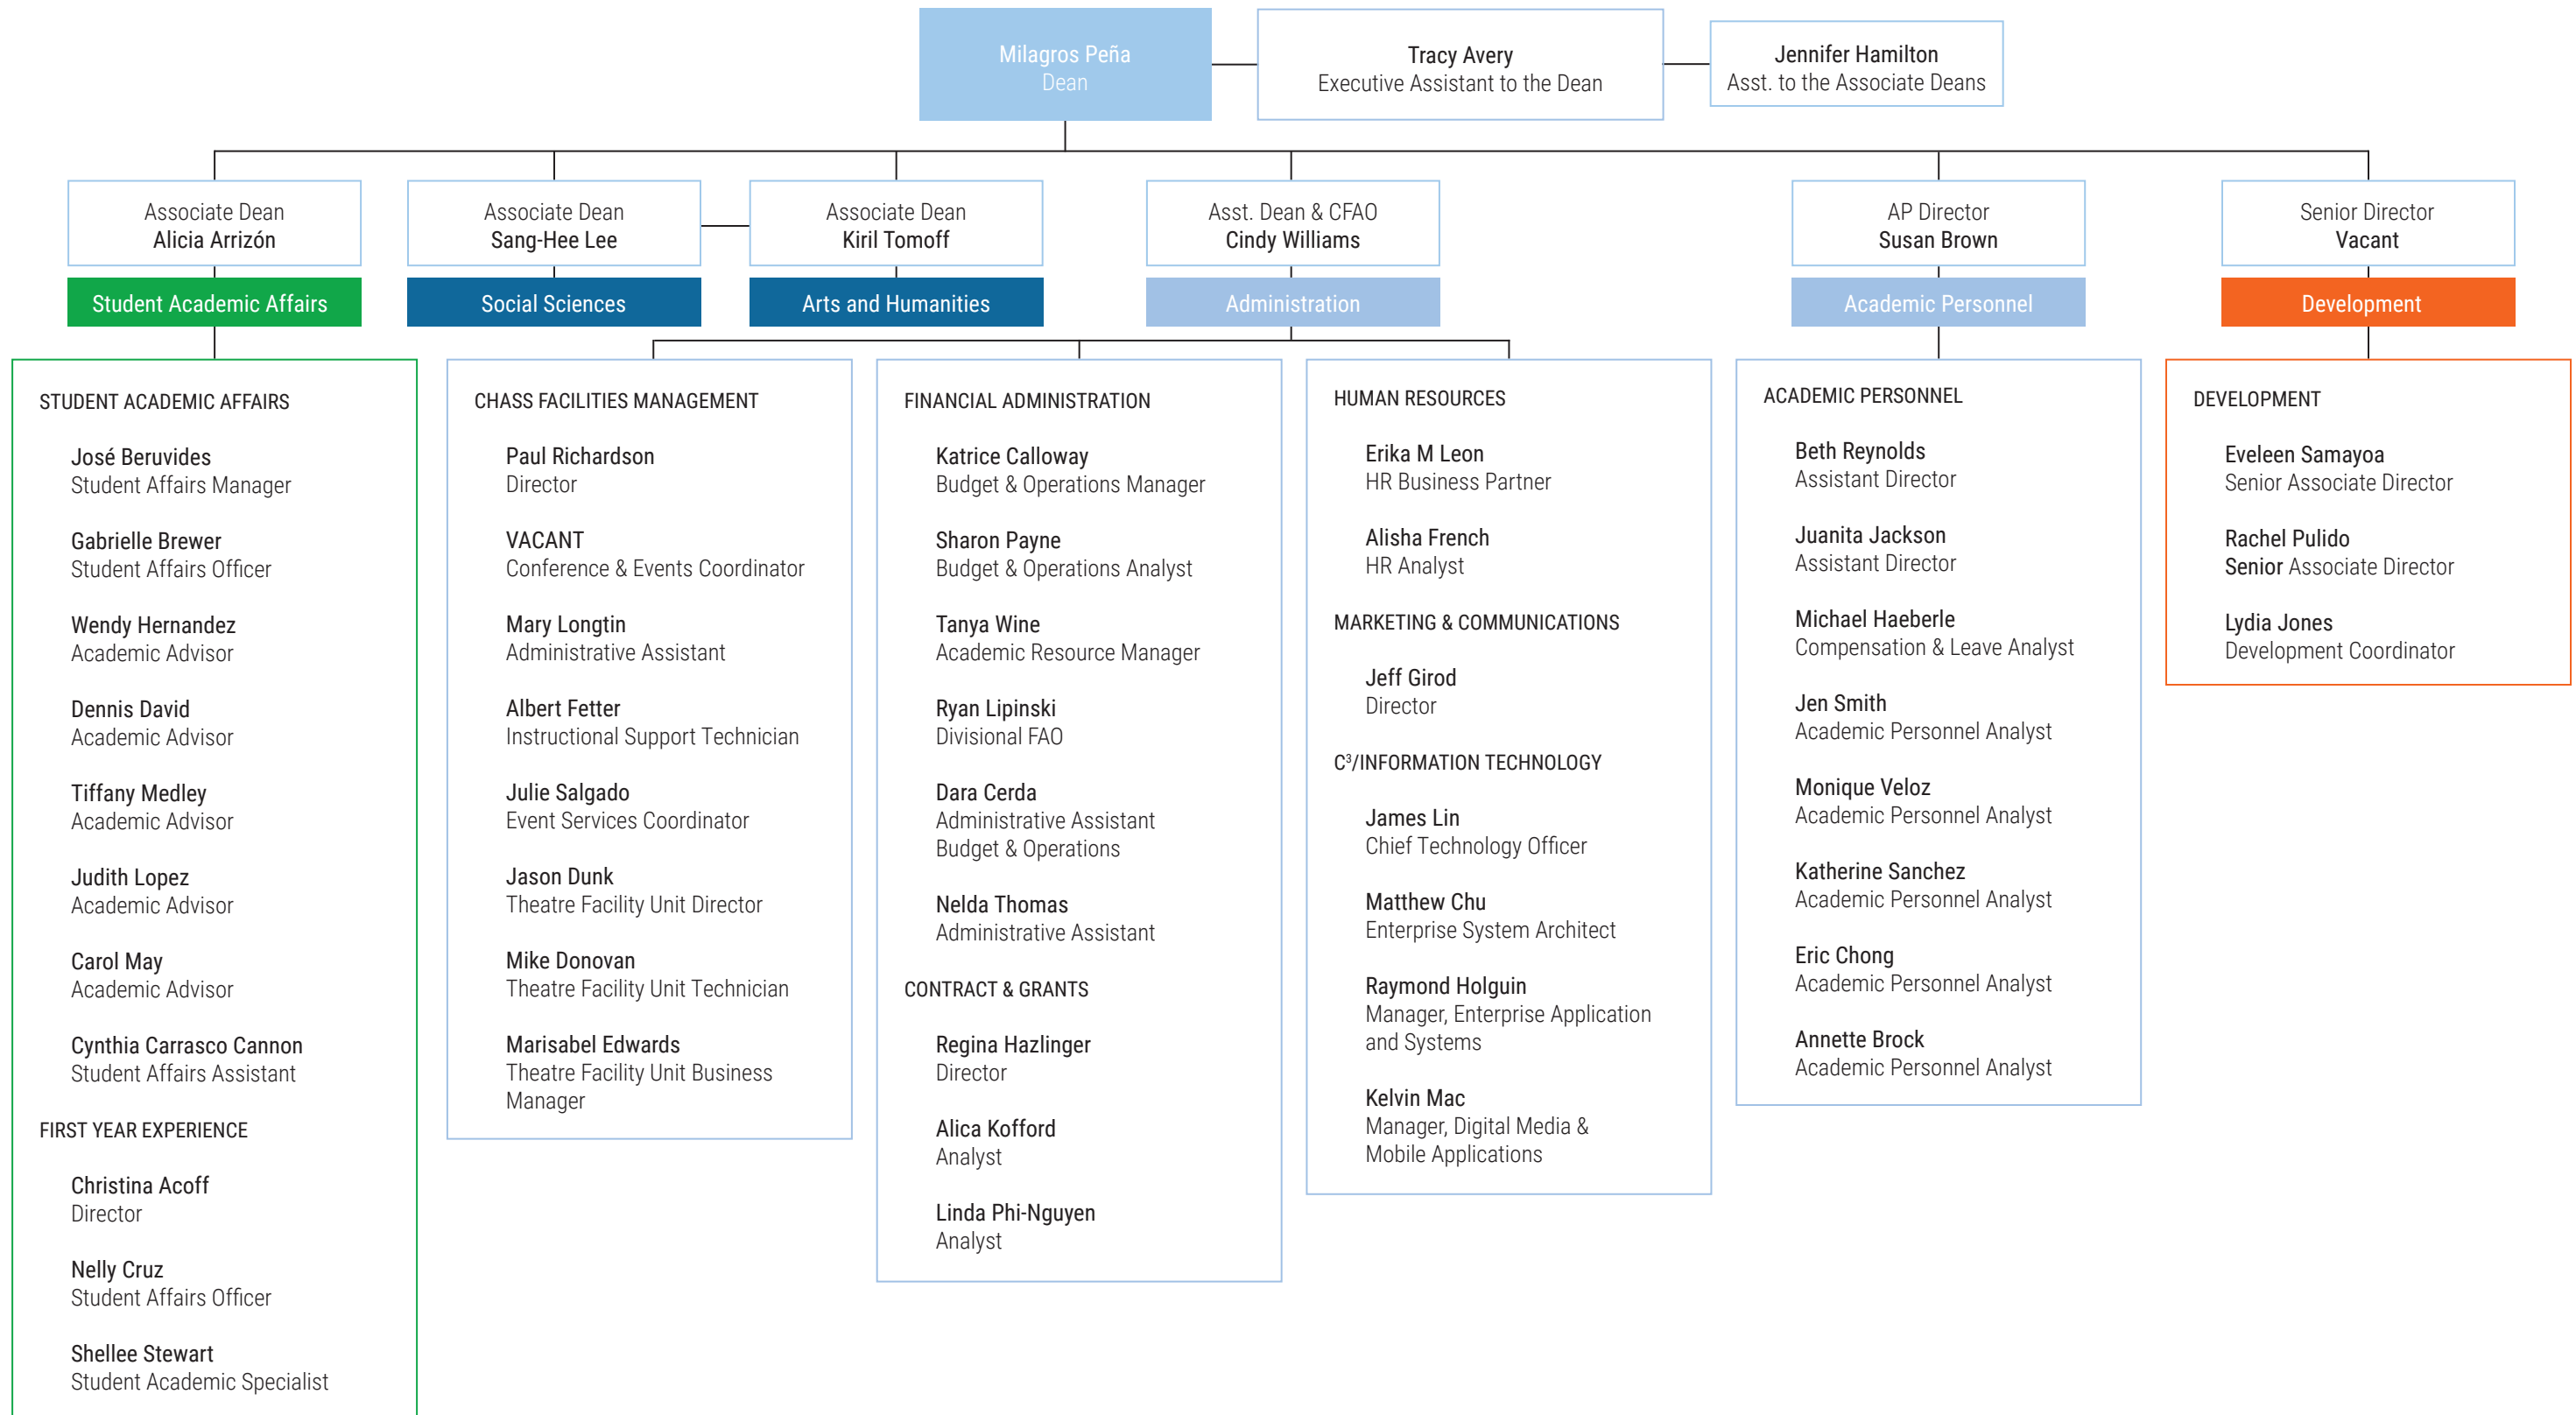 Milagros Peña
Dean
Tracy Avery
Executive Assistant to the Dean
Jennifer Hamilton
Asst. to the Associate Deans
Associate Dean
Alicia Arrizón
Student Academic Affairs
Associate Dean
Sang-Hee Lee
Social Sciences
Associate Dean
Kiril Tomoff
Arts and Humanities
Asst. Dean & CFAO
Cindy Williams
Administration
AP Director
Susan Brown
Academic Personnel
Senior Director
Vacant
Development
STUDENT ACADEMIC AFFAIRS
José Beruvides
Student Affairs Manager
Gabrielle Brewer
Student Affairs Officer
Wendy Hernandez
Academic Advisor
Dennis David
Academic Advisor
Tiffany Medley
Academic Advisor
Judith Lopez
Academic Advisor
Carol May
Academic Advisor
Cynthia Carrasco Cannon
Student Affairs Assistant
FIRST YEAR EXPERIENCE
Christina Acoff
Director
Nelly Cruz
Student Affairs Officer
Shellee Stewart
Student Academic Specialist
CHASS FACILITIES MANAGEMENT
Paul Richardson
Director
VACANT
Conference & Events Coordinator
Mary Longtin
Administrative Assistant
Albert Fetter
Instructional Support Technician
Julie Salgado
Event Services Coordinator
Jason Dunk
Theatre Facility Unit Director
Mike Donovan
Theatre Facility Unit Technician
Marisabel Edwards
Theatre Facility Unit Business
Manager
FINANCIAL ADMINISTRATION
Katrice Calloway
Budget & Operations Manager
Sharon Payne
Budget & Operations Analyst
Tanya Wine
Academic Resource Manager
Ryan Lipinski
Divisional FAO
Dara Cerda
Administrative Assistant
Budget & Operations
Nelda Thomas
Administrative Assistant
CONTRACT & GRANTS
Regina Hazlinger
Director
Alica Kofford
Analyst
Linda Phi-Nguyen
Analyst
HUMAN RESOURCES
Erika M Leon
HR Business Partner
Alisha French
HR Analyst
MARKETING & COMMUNICATIONS
Jeff Girod
Director
C³/INFORMATION TECHNOLOGY
James Lin
Chief Technology Officer
Matthew Chu
Enterprise System Architect
Raymond Holguin
Manager, Enterprise Application
and Systems
Kelvin Mac
Manager, Digital Media &
Mobile Applications
ACADEMIC PERSONNEL
Beth Reynolds
Assistant Director
Juanita Jackson
Assistant Director
Michael Haeberle
Compensation & Leave Analyst
Jen Smith
Academic Personnel Analyst
Monique Veloz
Academic Personnel Analyst
Katherine Sanchez
Academic Personnel Analyst
Eric Chong
Academic Personnel Analyst
Annette Brock
Academic Personnel Analyst
DEVELOPMENT
Eveleen Samayoa
Senior Associate Director
Rachel Pulido
Senior Associate Director
Lydia Jones
Development Coordinator